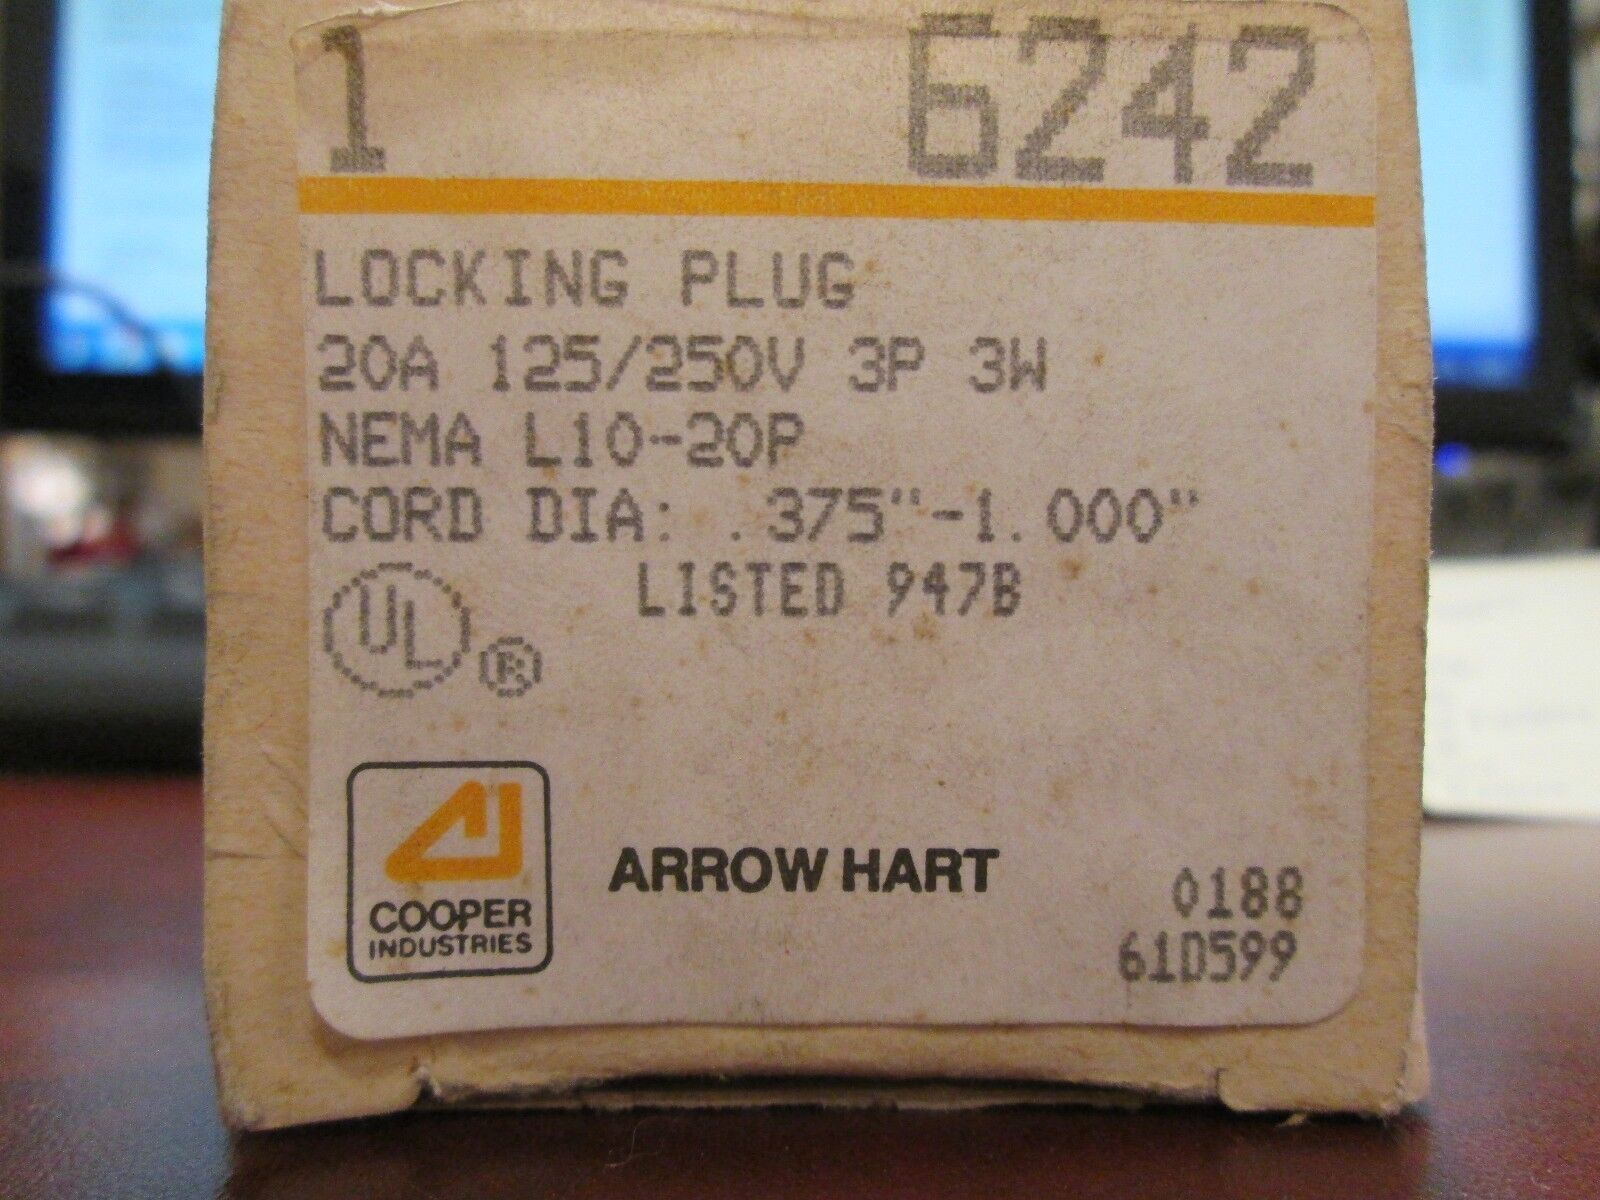 1 6242
LOCKING PLUG
20A 125/250V 3P 3W
NEMA L10-20P
CORD DIA: .375"-1.000"
LISTED 947B
UL ®
COOPER
INDUSTRIES
ARROW HART
0188
61D599